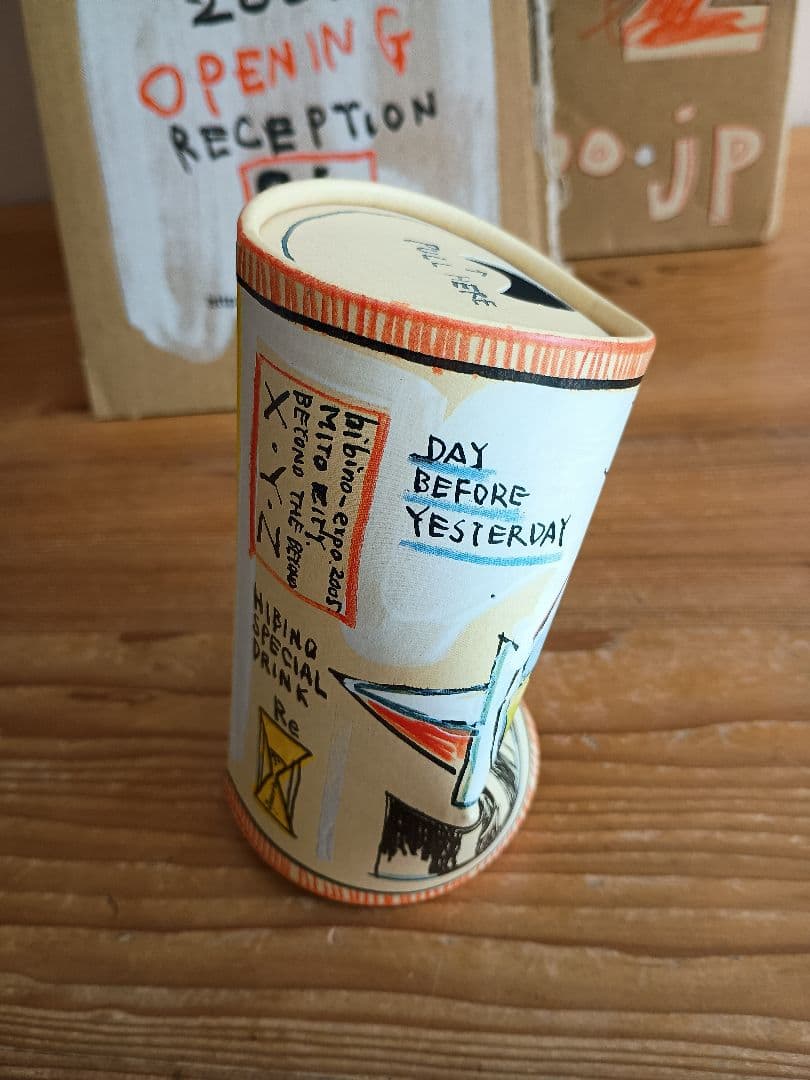 OPENING
RECEPTION
.jp
PULL HERE
hibino-expo.2005
MITO CITY.
BEYOND THE BEYOND
X.Y.Z
DAY
BEFORE
YESTERDAY
HIBINO
SPECIAL
DRINK
Re